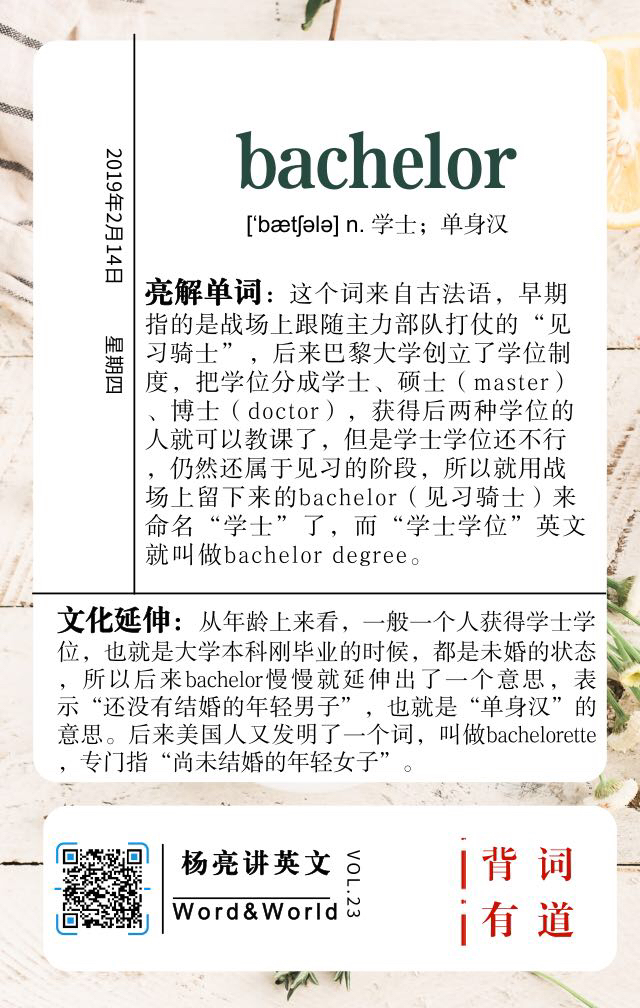 bachelor
[‘bætʃələ] n. 学士；单身汉
2019年2月14日 星期四
亮解单词：这个词来自古法语，早期
指的是战场上跟随主力部队打仗的“见
习骑士”，后来巴黎大学创立了学位制
度，把学位分成学士、硕士（master）
、博士（doctor），获得后两种学位的
人就可以教课了，但是学士学位还不行
，仍然还属于见习的阶段，所以就用战
场上留下来的bachelor（见习骑士）来
命名“学士”了，而“学士学位”英文
就叫做bachelor degree。
文化延伸：从年龄上来看，一般一个人获得学士学
位，也就是大学本科刚毕业的时候，都是未婚的状态
，所以后来bachelor慢慢就延伸出了一个意思，表
示“还没有结婚的年轻男子”，也就是“单身汉”的
意思。后来美国人又发明了一个词，叫做bachelorette
，专门指“尚未结婚的年轻女子”。
杨亮讲英文
Word&World
VOL.23
背词
有道